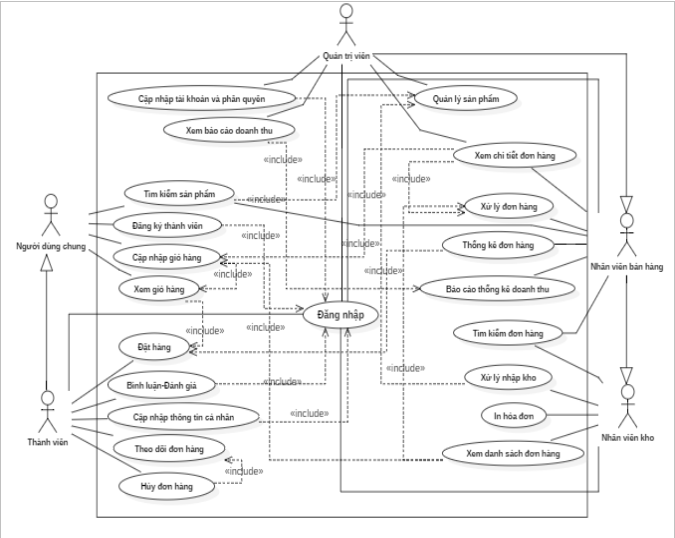 Quản trị viên
Cập nhập tài khoản và phân quyền
Quản lý sản phẩm
Xem báo cáo doanh thu
«include»
Xem chi tiết đơn hàng
«include»
«include»
Tìm kiếm sản phẩm
«include»
«include»
Xử lý đơn hàng
Đăng ký thành viên
«include»
Người dùng chung
Cập nhập giỏ hàng
«include»
Thống kê đơn hàng
Nhân viên bán hàng
«include»
Xem giỏ hàng
Báo cáo thống kê doanh thu
Đăng nhập
«include»
«include»
Tìm kiếm đơn hàng
Đặt hàng
«include»
Bình luận-Đánh giá
«include»
Xử lý nhập kho
Cập nhập thông tin cá nhân
«include»
In hóa đơn
Thành viên
Nhân viên kho
Theo dõi đơn hàng
Xem danh sách đơn hàng
«include»
Hủy đơn hàng